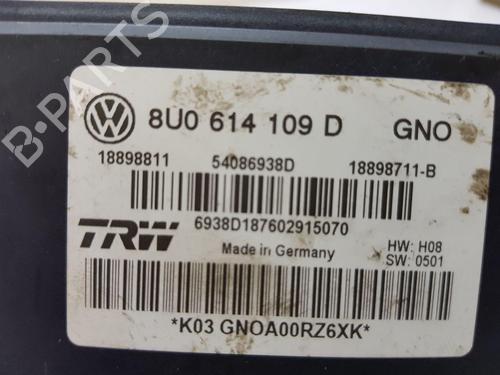 B-PARTS
8U0 614 109 D GNO
18898811 54086938D 18898711-B
6938D187602915070
TRW
Made in Germany
HW: H08
SW: 0501
*K03 GNOA00RZ6XK*